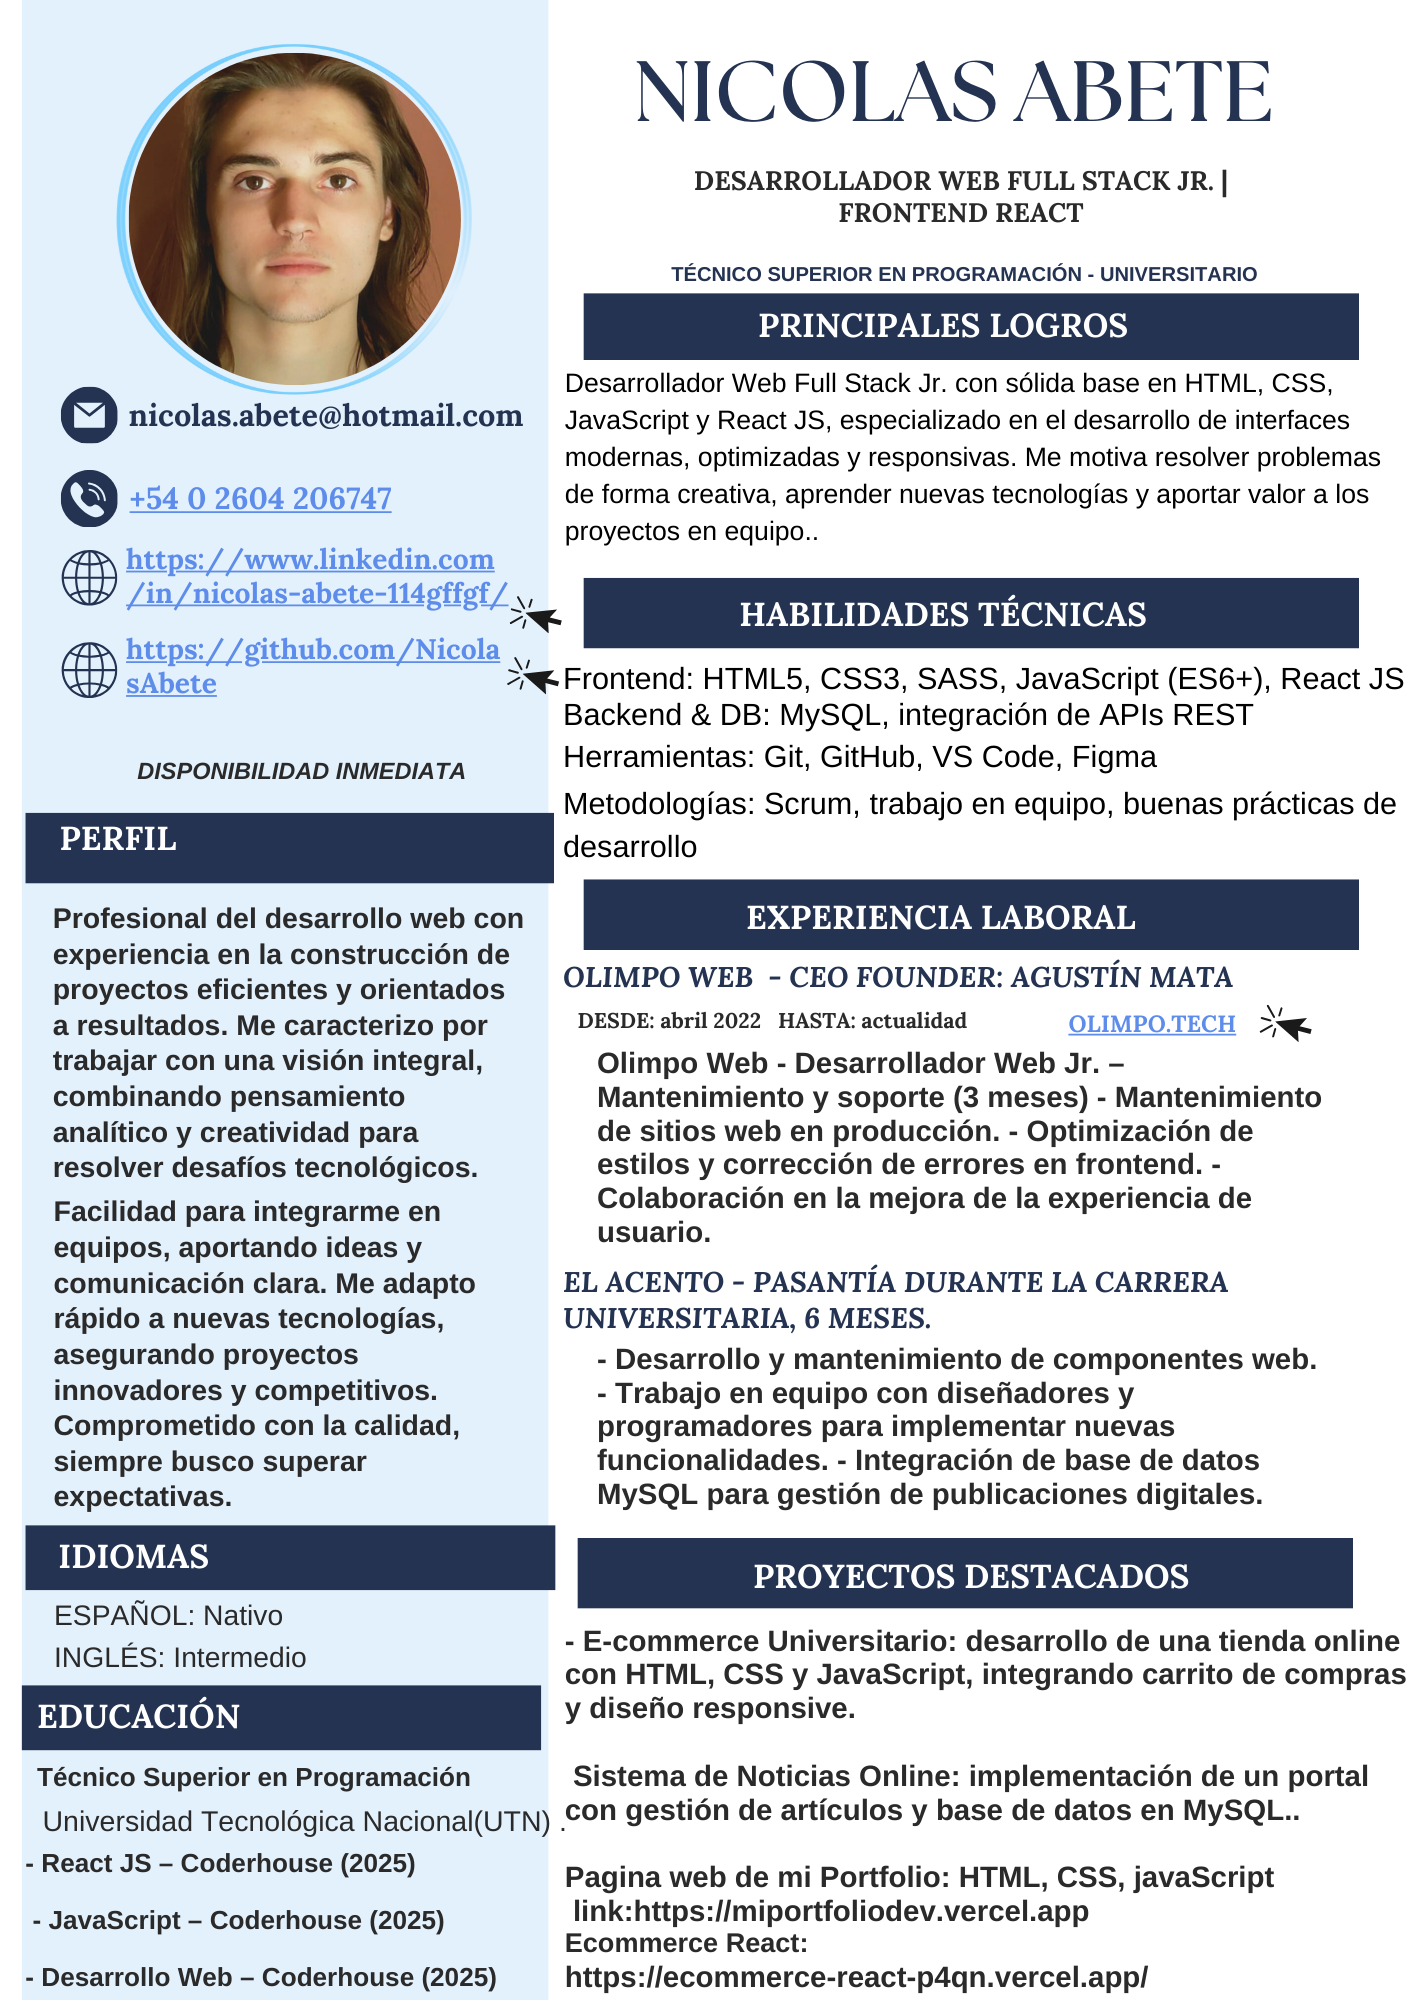 nicolas.abete@hotmail.com
+54 0 2604 206747
https://www.linkedin.com
/in/nicolas-abete-114gffgf/
https://github.com/Nicola
sAbete
DISPONIBILIDAD INMEDIATA
PERFIL
Profesional del desarrollo web con
experiencia en la construcción de
proyectos eficientes y orientados
a resultados. Me caracterizo por
trabajar con una visión integral,
combinando pensamiento
analítico y creatividad para
resolver desafíos tecnológicos.
Facilidad para integrarme en
equipos, aportando ideas y
comunicación clara. Me adapto
rápido a nuevas tecnologías,
asegurando proyectos
innovadores y competitivos.
Comprometido con la calidad,
siempre busco superar
expectativas.
IDIOMAS
ESPAÑOL: Nativo
INGLÉS: Intermedio
EDUCACIÓN
Técnico Superior en Programación
Universidad Tecnológica Nacional(UTN) .
- React JS – Coderhouse (2025)
- JavaScript – Coderhouse (2025)
- Desarrollo Web – Coderhouse (2025)
NICOLAS ABETE
DESARROLLADOR WEB FULL STACK JR. |
FRONTEND REACT
TÉCNICO SUPERIOR EN PROGRAMACIÓN - UNIVERSITARIO
PRINCIPALES LOGROS
Desarrollador Web Full Stack Jr. con sólida base en HTML, CSS,
JavaScript y React JS, especializado en el desarrollo de interfaces
modernas, optimizadas y responsivas. Me motiva resolver problemas
de forma creativa, aprender nuevas tecnologías y aportar valor a los
proyectos en equipo..
HABILIDADES TÉCNICAS
Frontend: HTML5, CSS3, SASS, JavaScript (ES6+), React JS
Backend & DB: MySQL, integración de APIs REST
Herramientas: Git, GitHub, VS Code, Figma
Metodologías: Scrum, trabajo en equipo, buenas prácticas de
desarrollo
EXPERIENCIA LABORAL
OLIMPO WEB – CEO FOUNDER: AGUSTÍN MATA
DESDE: abril 2022 HASTA: actualidad OLIMPO.TECH
Olimpo Web - Desarrollador Web Jr. –
Mantenimiento y soporte (3 meses) - Mantenimiento
de sitios web en producción. - Optimización de
estilos y corrección de errores en frontend. -
Colaboración en la mejora de la experiencia de
usuario.
EL ACENTO – PASANTÍA DURANTE LA CARRERA
UNIVERSITARIA, 6 MESES.
- Desarrollo y mantenimiento de componentes web.
- Trabajo en equipo con diseñadores y
programadores para implementar nuevas
funcionalidades. - Integración de base de datos
MySQL para gestión de publicaciones digitales.
PROYECTOS DESTACADOS
- E-commerce Universitario: desarrollo de una tienda online
con HTML, CSS y JavaScript, integrando carrito de compras
y diseño responsive.
Sistema de Noticias Online: implementación de un portal
con gestión de artículos y base de datos en MySQL..
Pagina web de mi Portfolio: HTML, CSS, javaScript
link:https://miportfoliodev.vercel.app
Ecommerce React:
https://ecommerce-react-p4qn.vercel.app/